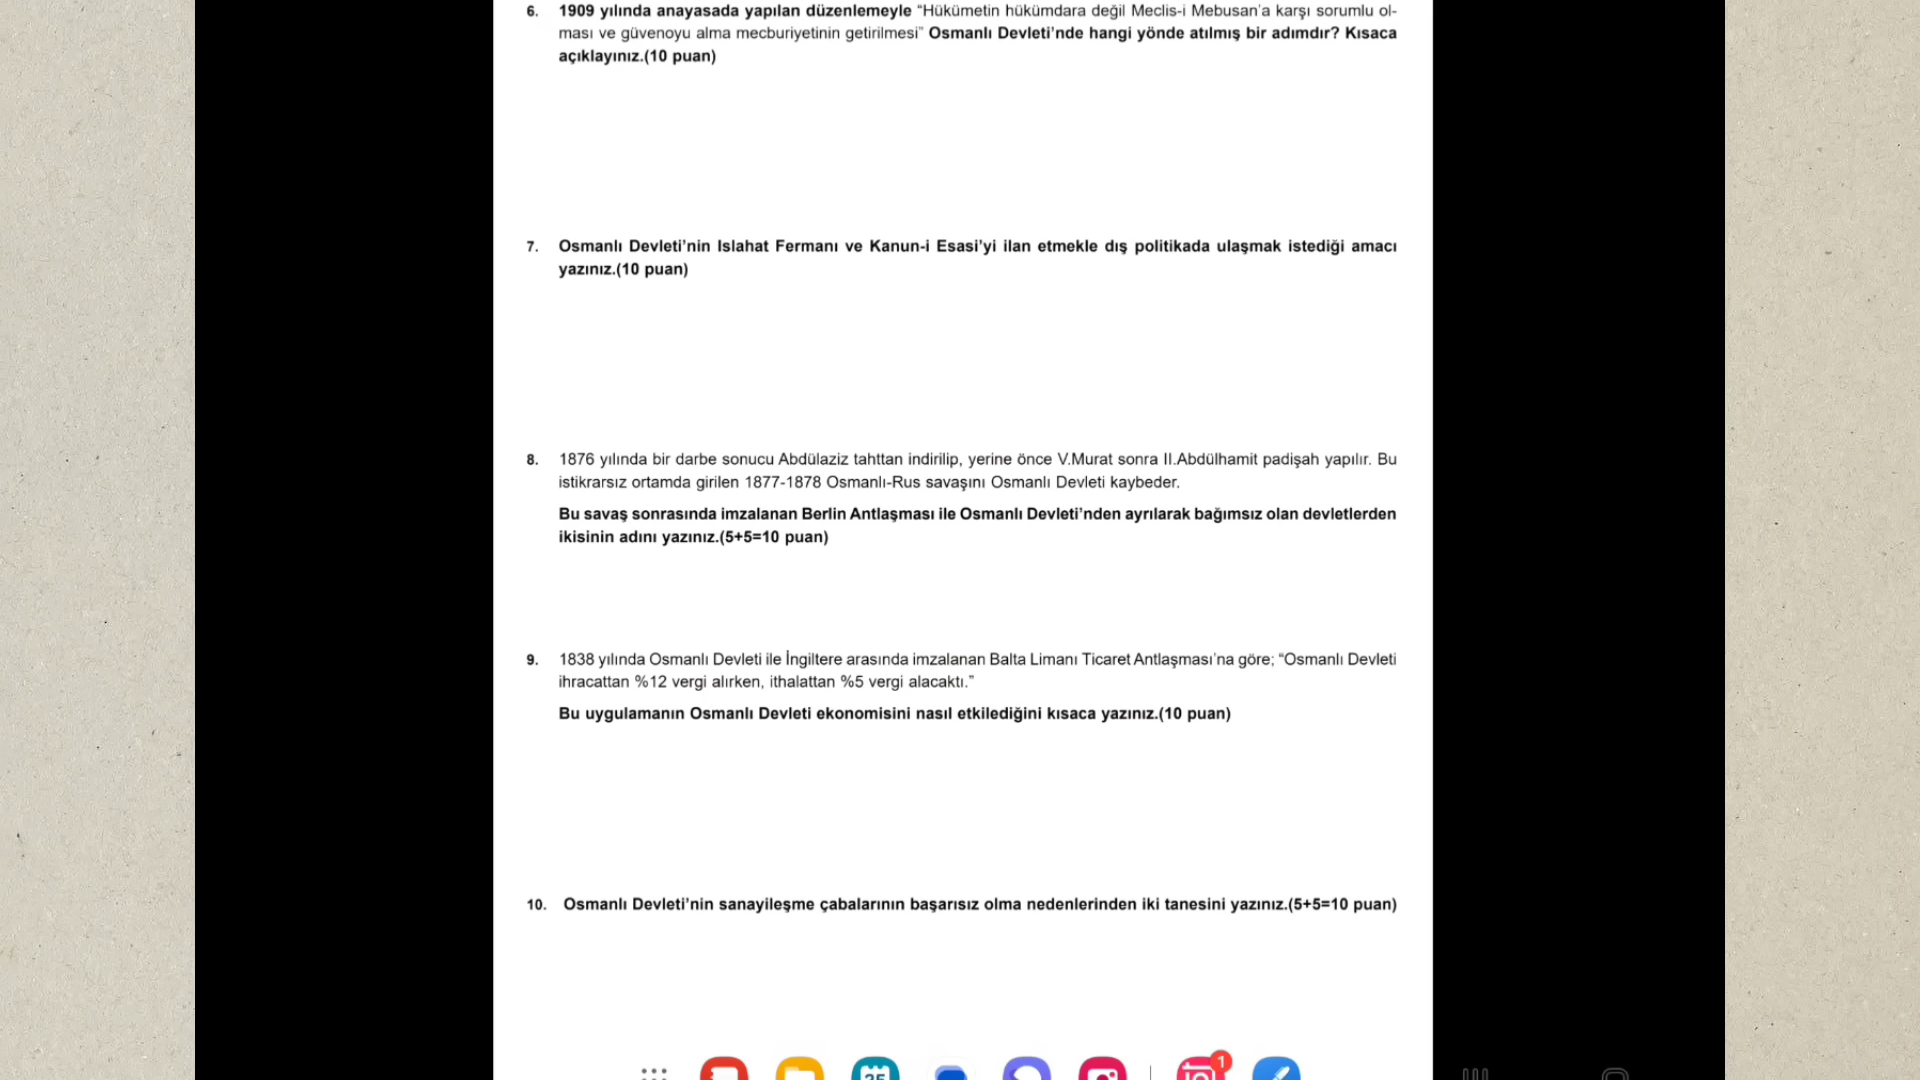 6. 1909 yılında anayasada yapılan düzenlemeyle “Hükümetin hükümdara değil Meclis-i Mebusan’a karşı sorumlu ol-
ması ve güvenoyu alma mecburiyetinin getirilmesi” Osmanlı Devleti’nde hangi yönde atılmış bir adımdır? Kısaca
açıklayınız.(10 puan)
7. Osmanlı Devleti’nin Islahat Fermanı ve Kanun-i Esasi’yi ilan etmekle dış politikada ulaşmak istediği amacı
yazınız.(10 puan)
8. 1876 yılında bir darbe sonucu Abdülaziz tahttan indirilip, yerine önce V.Murat sonra II.Abdülhamit padişah yapılır. Bu
istikrarsız ortamda girilen 1877-1878 Osmanlı-Rus savaşını Osmanlı Devleti kaybeder.
Bu savaş sonrasında imzalanan Berlin Antlaşması ile Osmanlı Devleti’nden ayrılarak bağımsız olan devletlerden
ikisinin adını yazınız.(5+5=10 puan)
9. 1838 yılında Osmanlı Devleti ile İngiltere arasında imzalanan Balta Limanı Ticaret Antlaşması’na göre; “Osmanlı Devleti
ihracattan %12 vergi alırken, ithalattan %5 vergi alacaktı.”
Bu uygulamanın Osmanlı Devleti ekonomisini nasıl etkilediğini kısaca yazınız.(10 puan)
10. Osmanlı Devleti’nin sanayileşme çabalarının başarısız olma nedenlerinden iki tanesini yazınız.(5+5=10 puan)
1